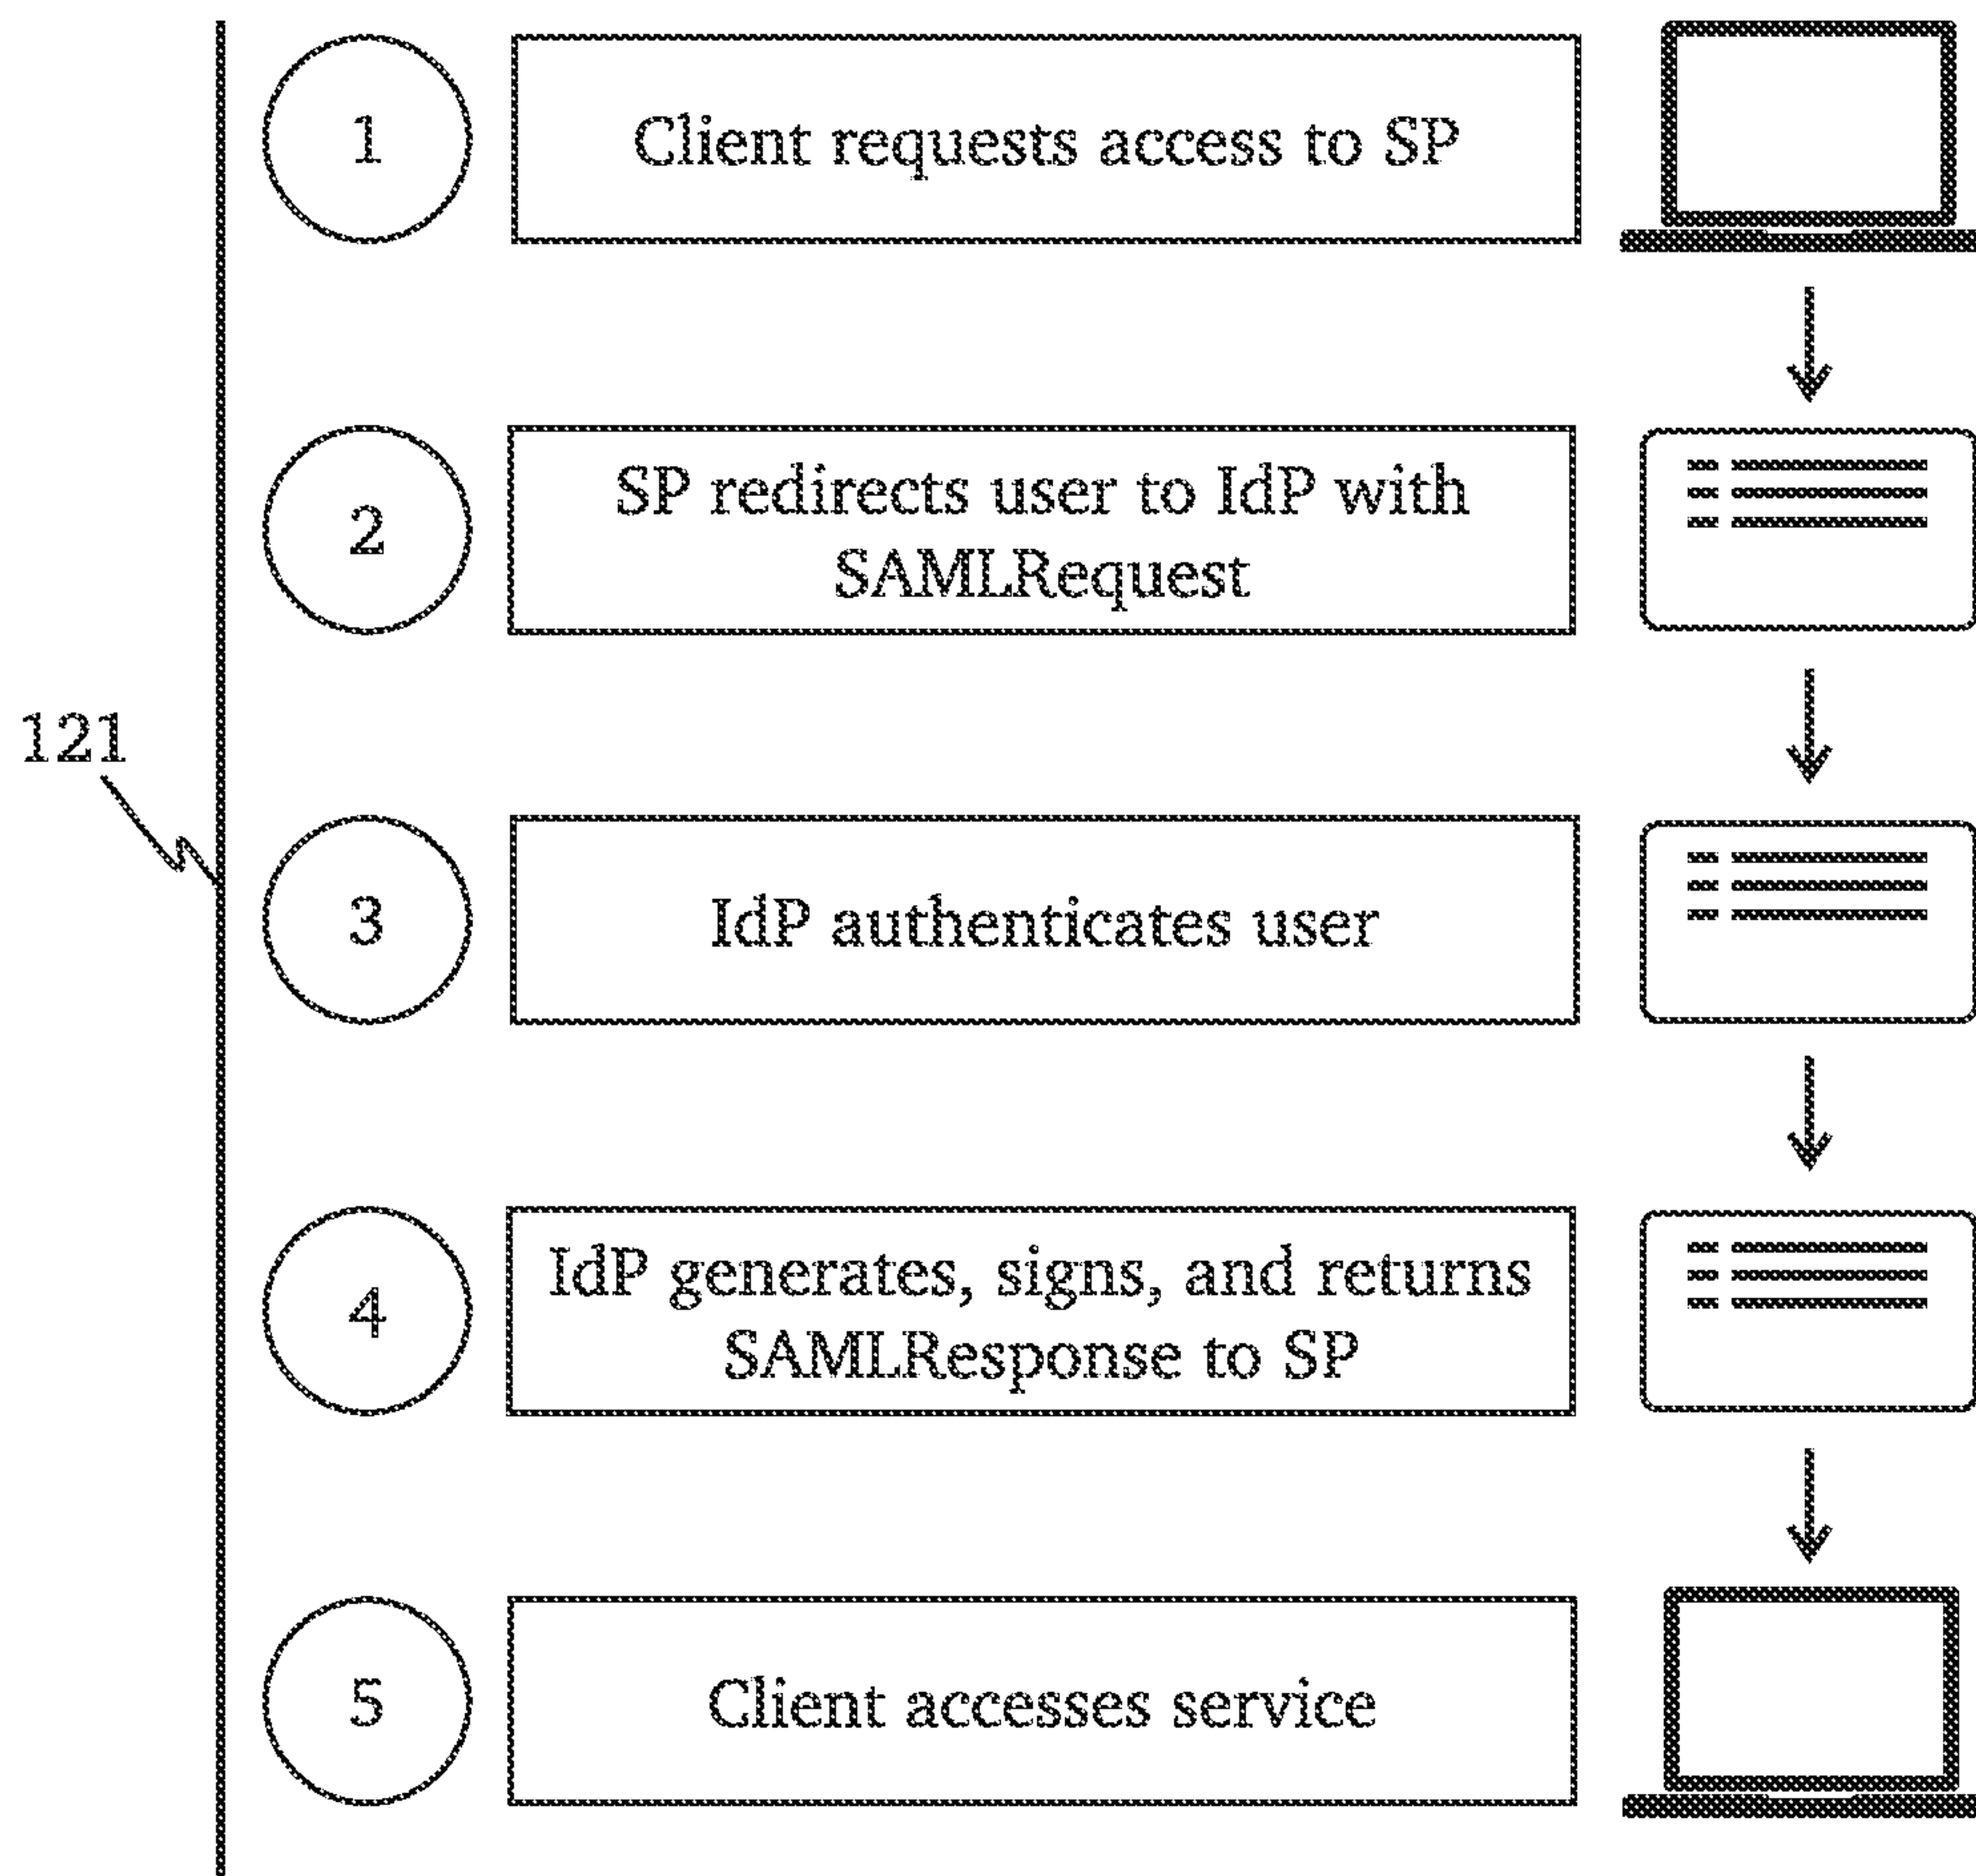 1
Client requests access to SP
2
SP redirects user to IdP with
SAMLRequest
121
3
IdP authenticates user
4
IdP generates, signs, and returns
SAMLResponse to SP
5
Client accesses service